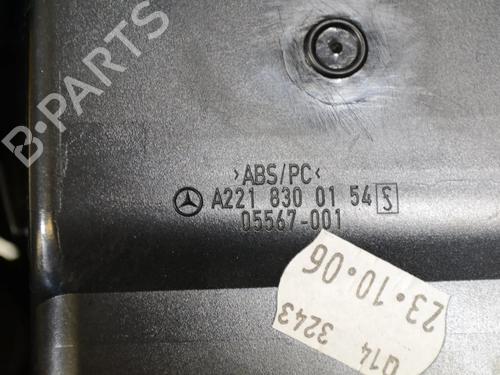 B-PARTS
>ABS/PC<
A221 830 01 54 S
05567-001
23.10.06
014 3243